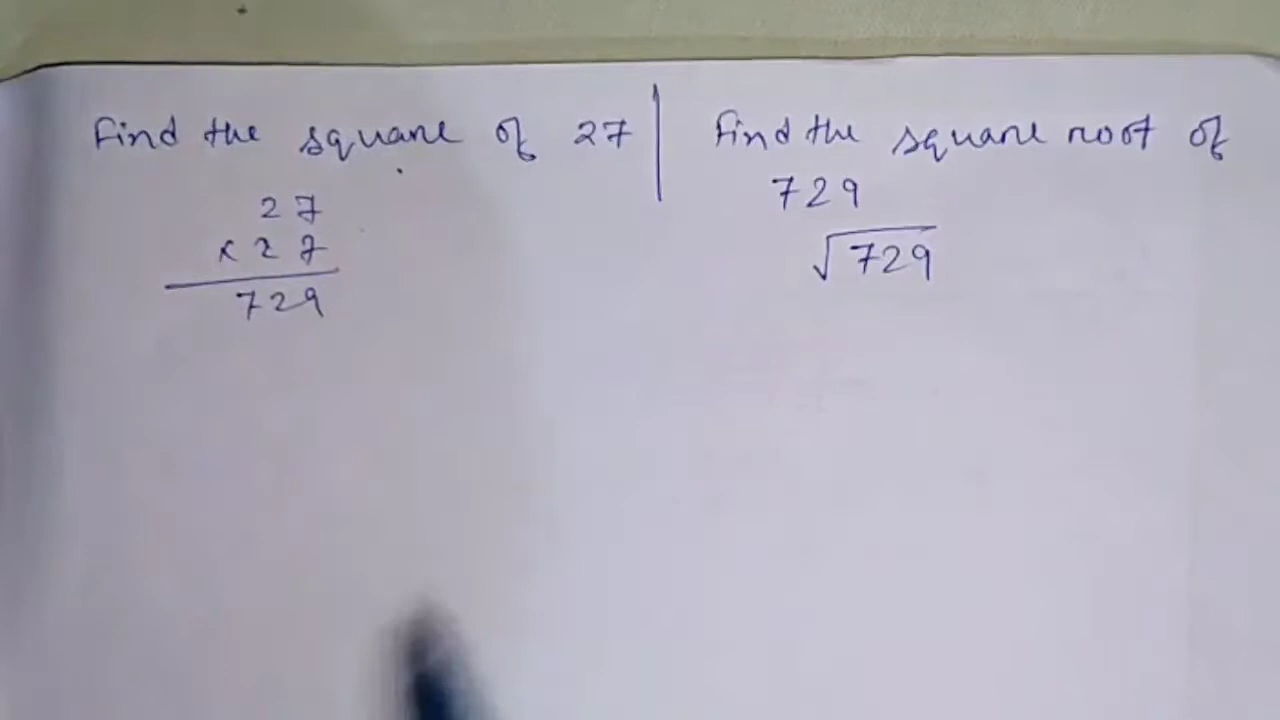 Find the square of 27
27
×27
729
Find the square root of
729
√729